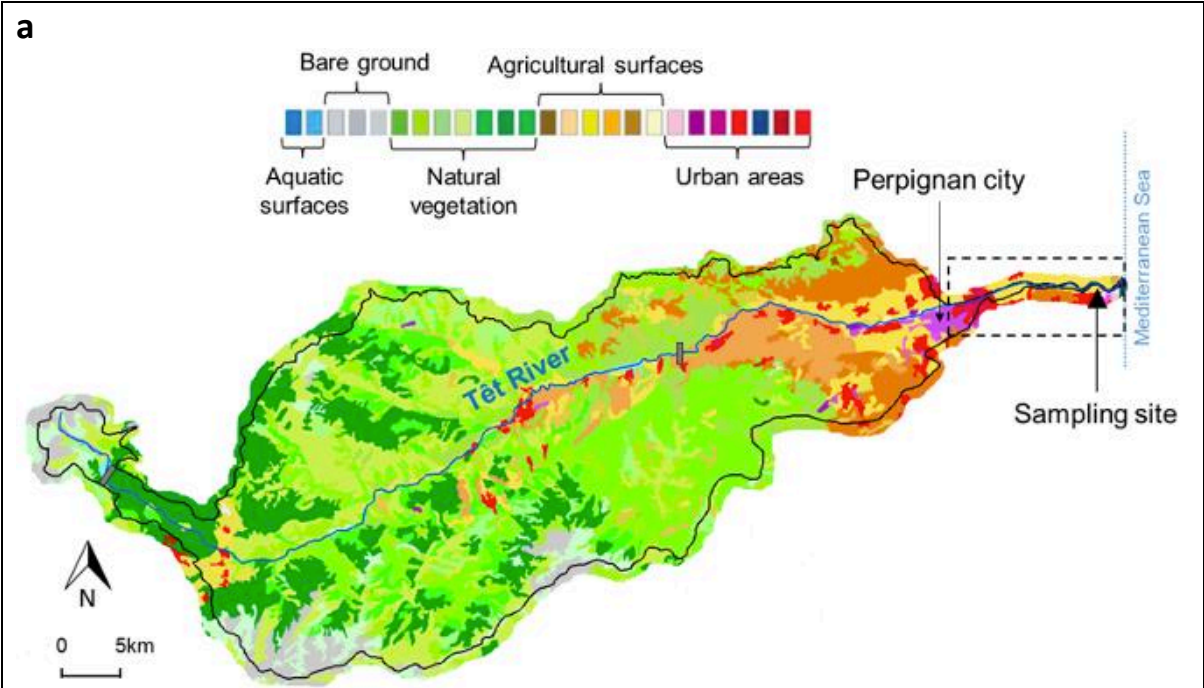 a
Bare ground
Agricultural surfaces
Aquatic
surfaces
Natural
vegetation
Urban areas
Perpignan city
Mediterranean Sea
Têt River
Sampling site
N
0 5km